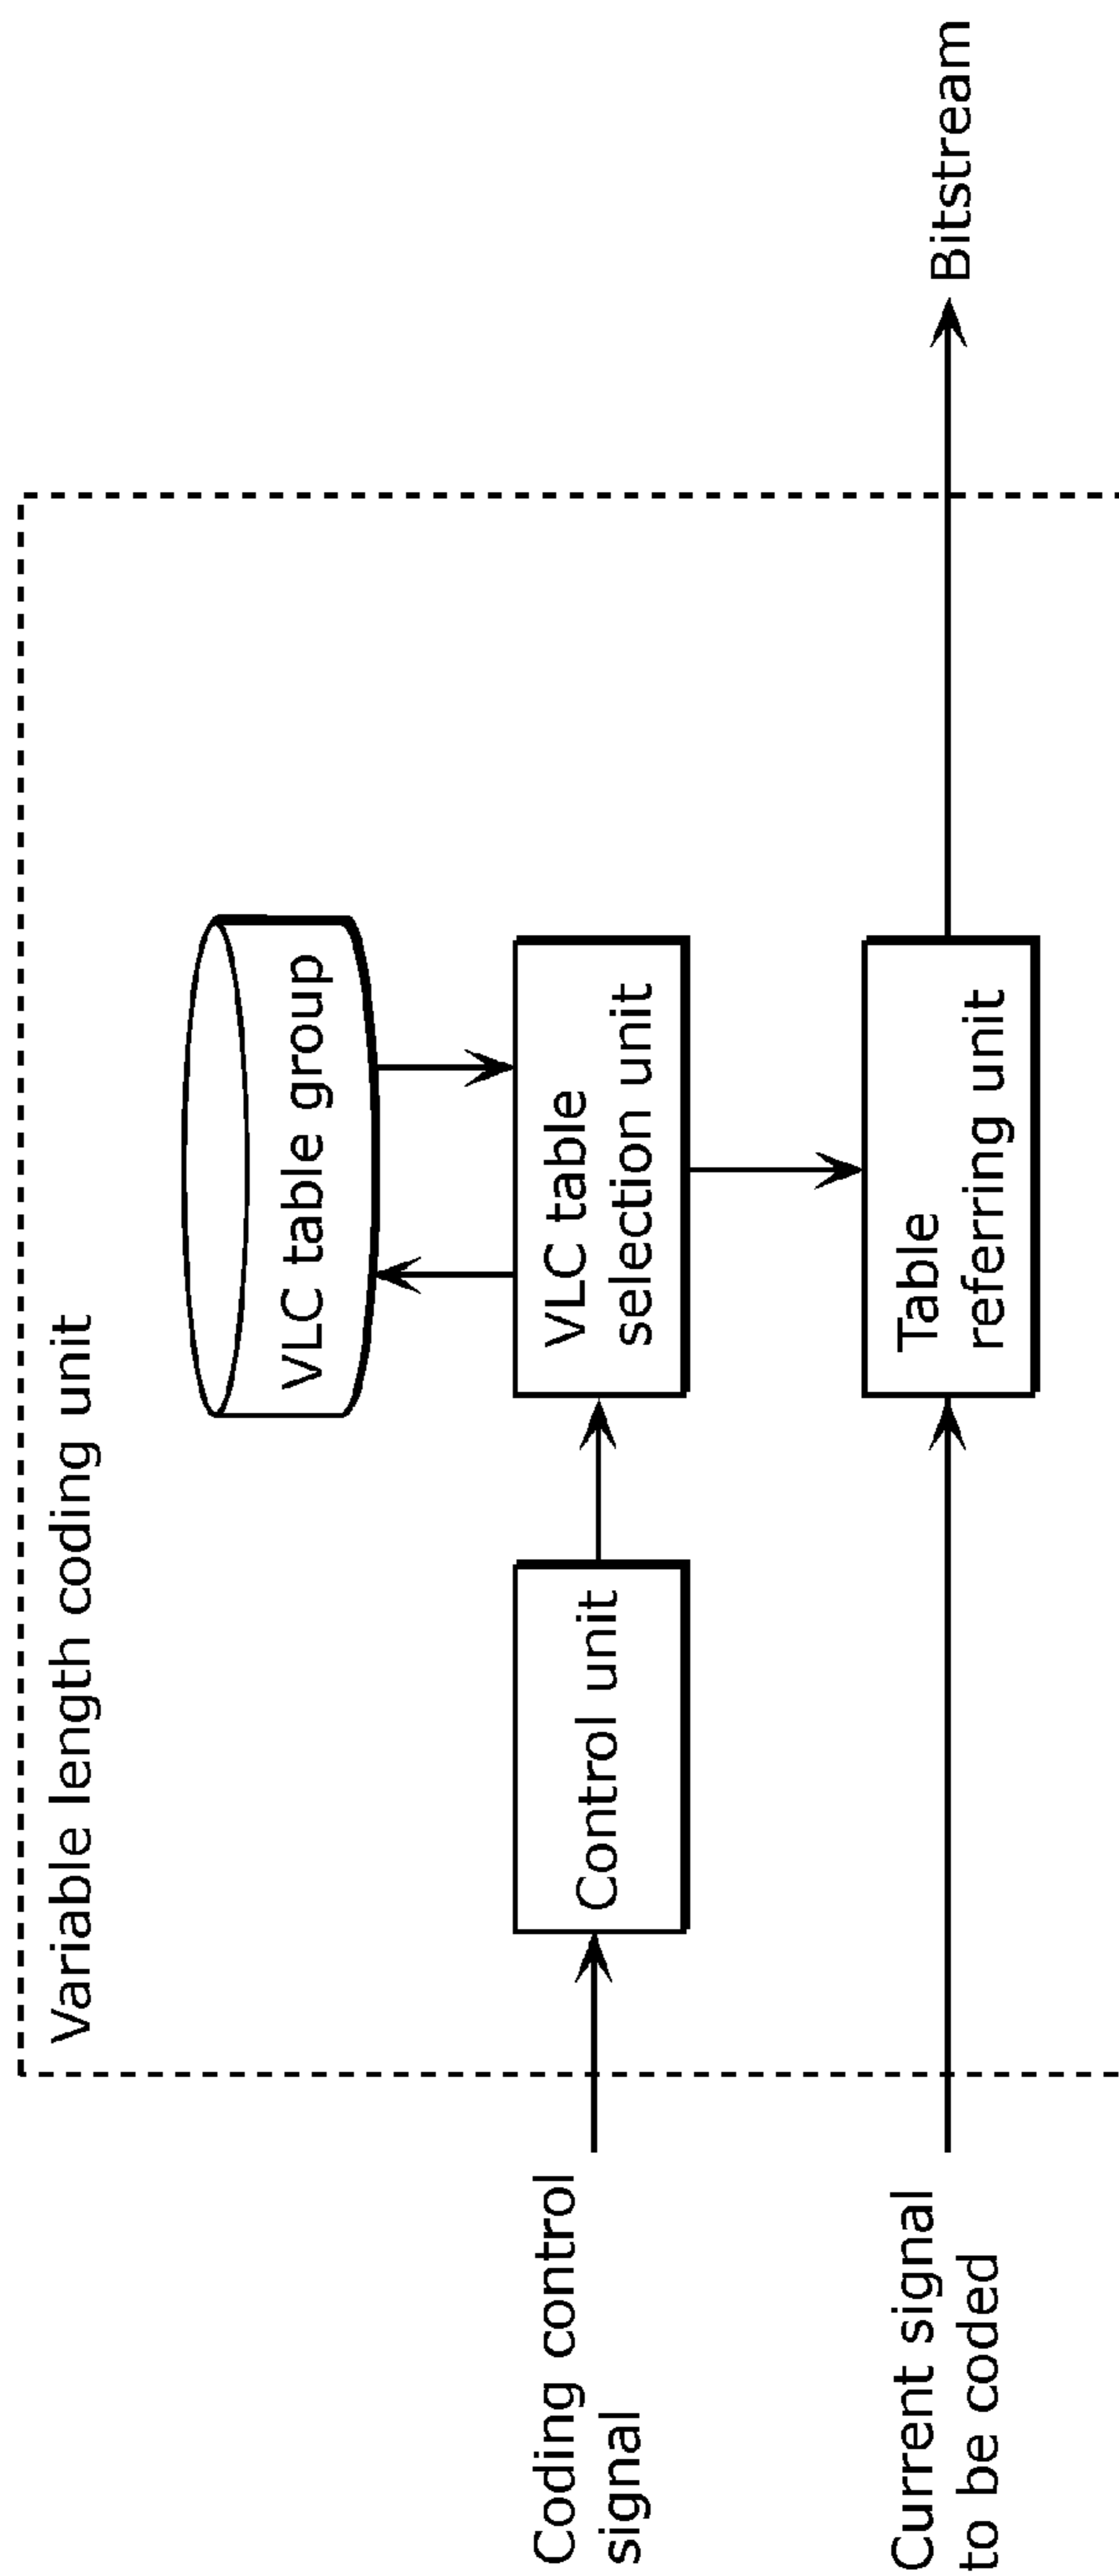 Variable length coding unit
VLC table group
Coding control
signal
Control unit
VLC table
selection unit
Current signal
to be coded
Table
referring unit
Bitstream